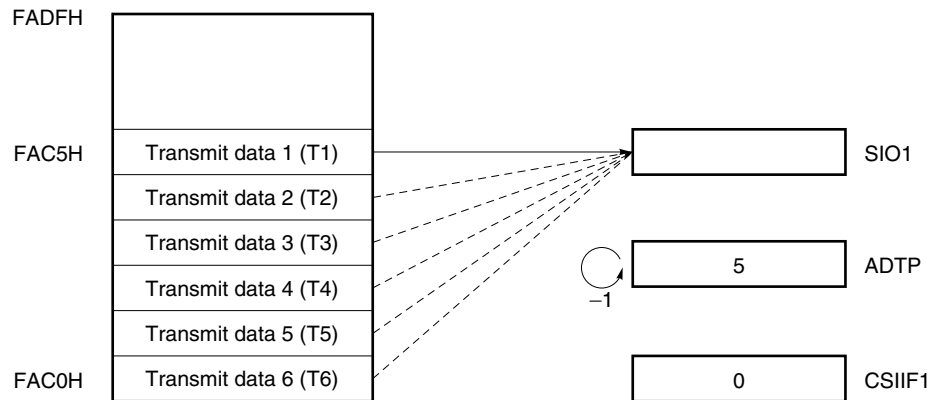 FADFH
FAC5H Transmit data 1 (T1) SIO1
Transmit data 2 (T2)
Transmit data 3 (T3)
5 ADTP
Transmit data 4 (T4)
−1
Transmit data 5 (T5)
FAC0H Transmit data 6 (T6) 0 CSIIF1